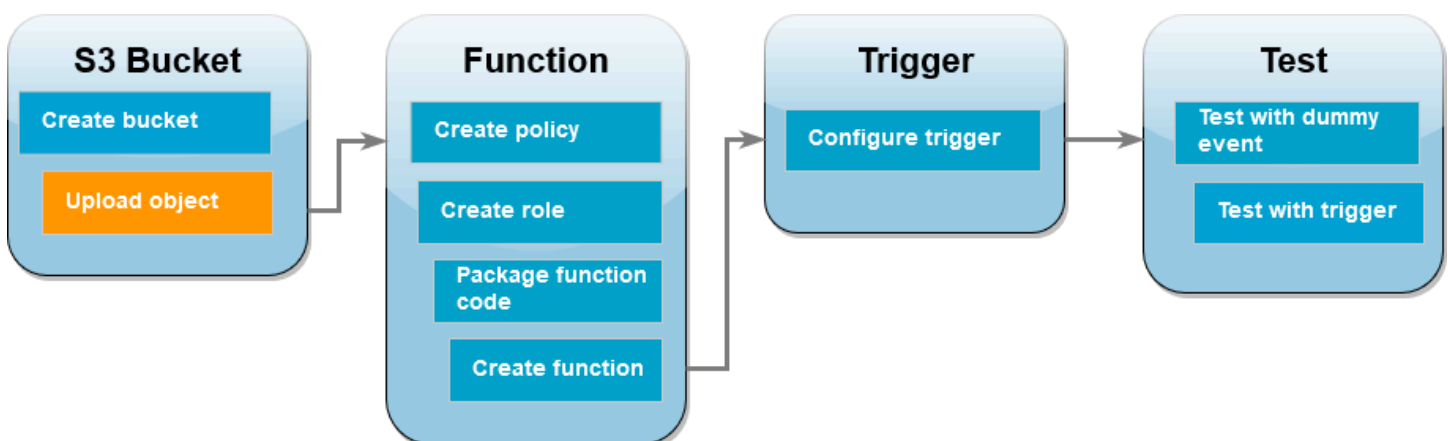 S3 Bucket
Create bucket
Upload object
Function
Create policy
Create role
Package function
code
Create function
Trigger
Configure trigger
Test
Test with dummy
event
Test with trigger